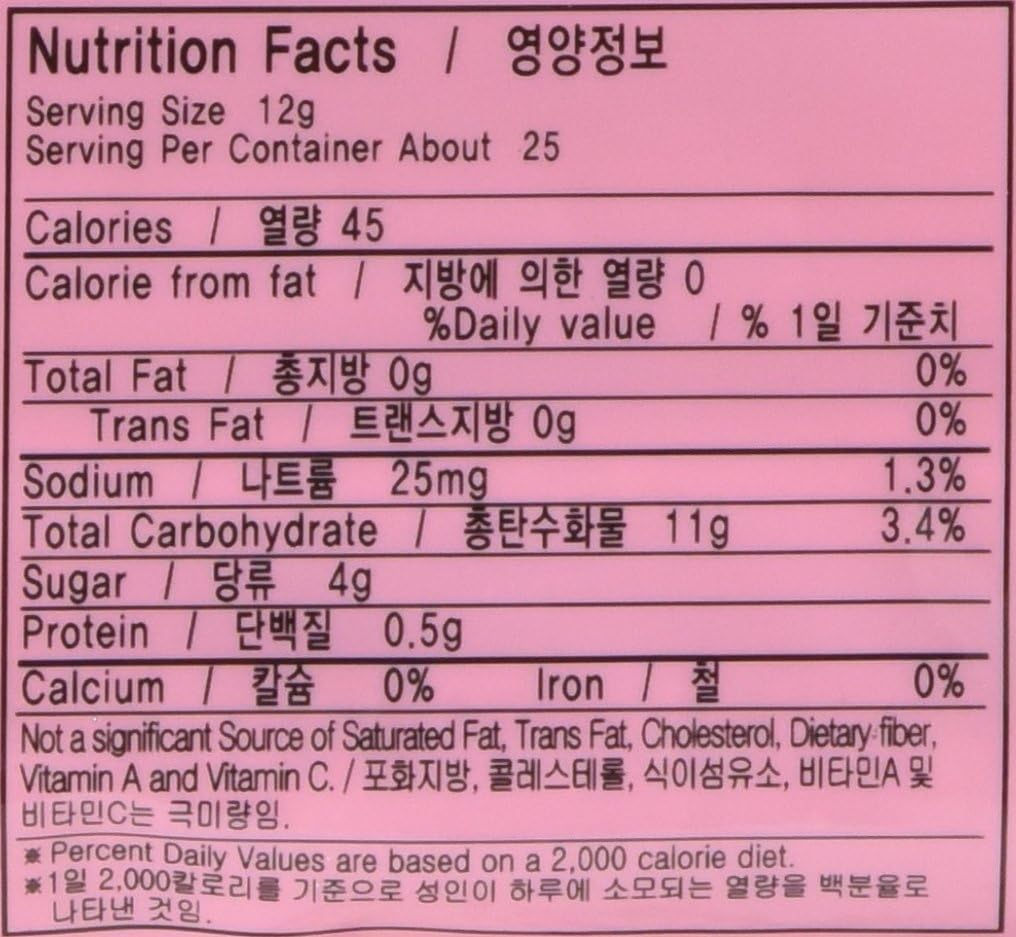 Nutrition Facts / 영양정보
Serving Size 12g
Serving Per Container About 25
Calories / 열량 45
Calorie from fat / 지방에 의한 열량 0
%Daily value / % 1일 기준치
Total Fat / 총지방 0g 0%
Trans Fat / 트랜스지방 0g 0%
Sodium / 나트륨 25mg 1.3%
Total Carbohydrate / 총탄수화물 11g 3.4%
Sugar / 당류 4g
Protein / 단백질 0.5g
Calcium / 칼슘 0% Iron / 철 0%
Not a significant Source of Saturated Fat, Trans Fat, Cholesterol, Dietary fiber,
Vitamin A and Vitamin C. / 포화지방, 콜레스테롤, 식이섬유소, 비타민A 및
비타민C는 극미량임.
※ Percent Daily Values are based on a 2,000 calorie diet.
※1일 2,000칼로리를 기준으로 성인이 하루에 소모되는 열량을 백분율로
나타낸 것임.